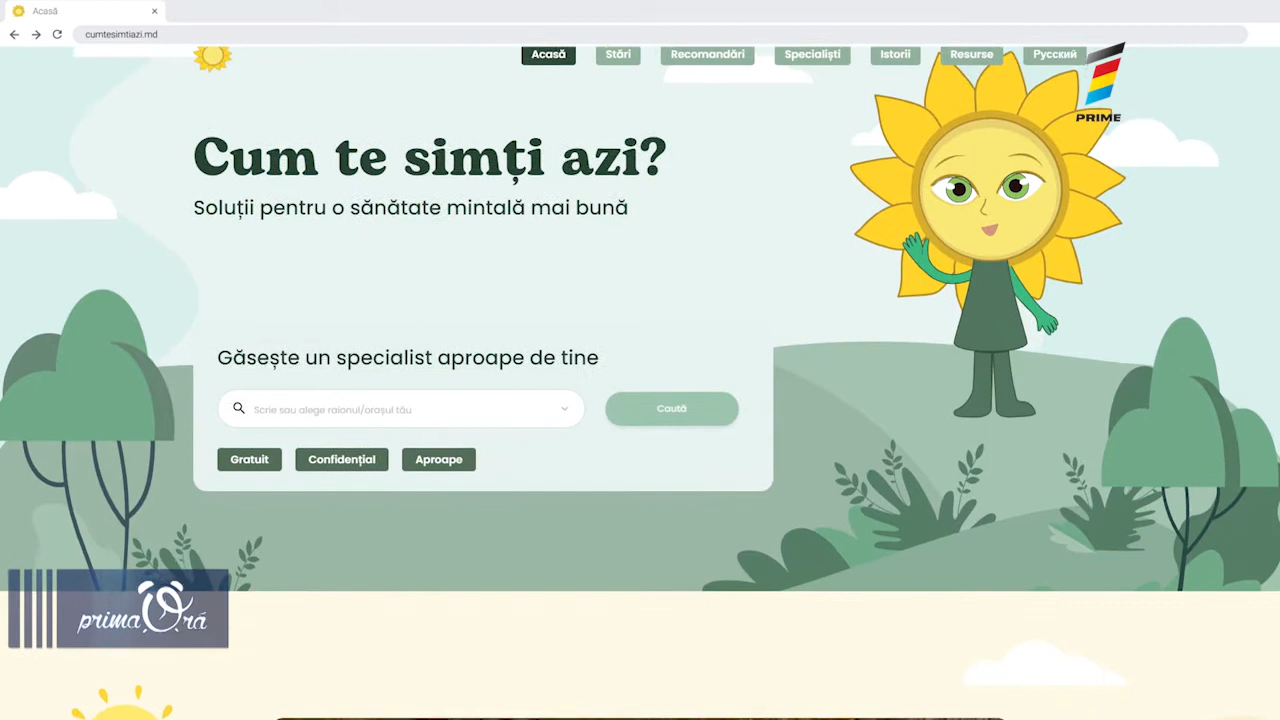 Acasă
cumtesimtiazi.md
Acasă
Stări
Recomandări
Specialiști
Istorii
Resurse
Русский
PRIME
Cum te simți azi?
Soluții pentru o sănătate mintală mai bună
Găsește un specialist aproape de tine
Scrie sau alege raionul/orașul tău
Caută
Gratuit
Confidențial
Aproape
prima Oră